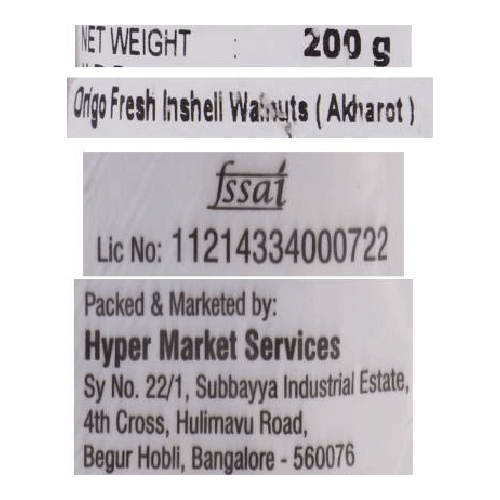 NET WEIGHT : 200 g
Origo Fresh Inshell Walnuts ( Akharot )
fssai
Lic No: 11214334000722
Packed & Marketed by:
Hyper Market Services
Sy No. 22/1, Subbayya Industrial Estate,
4th Cross, Hulimavu Road,
Begur Hobli, Bangalore - 560076